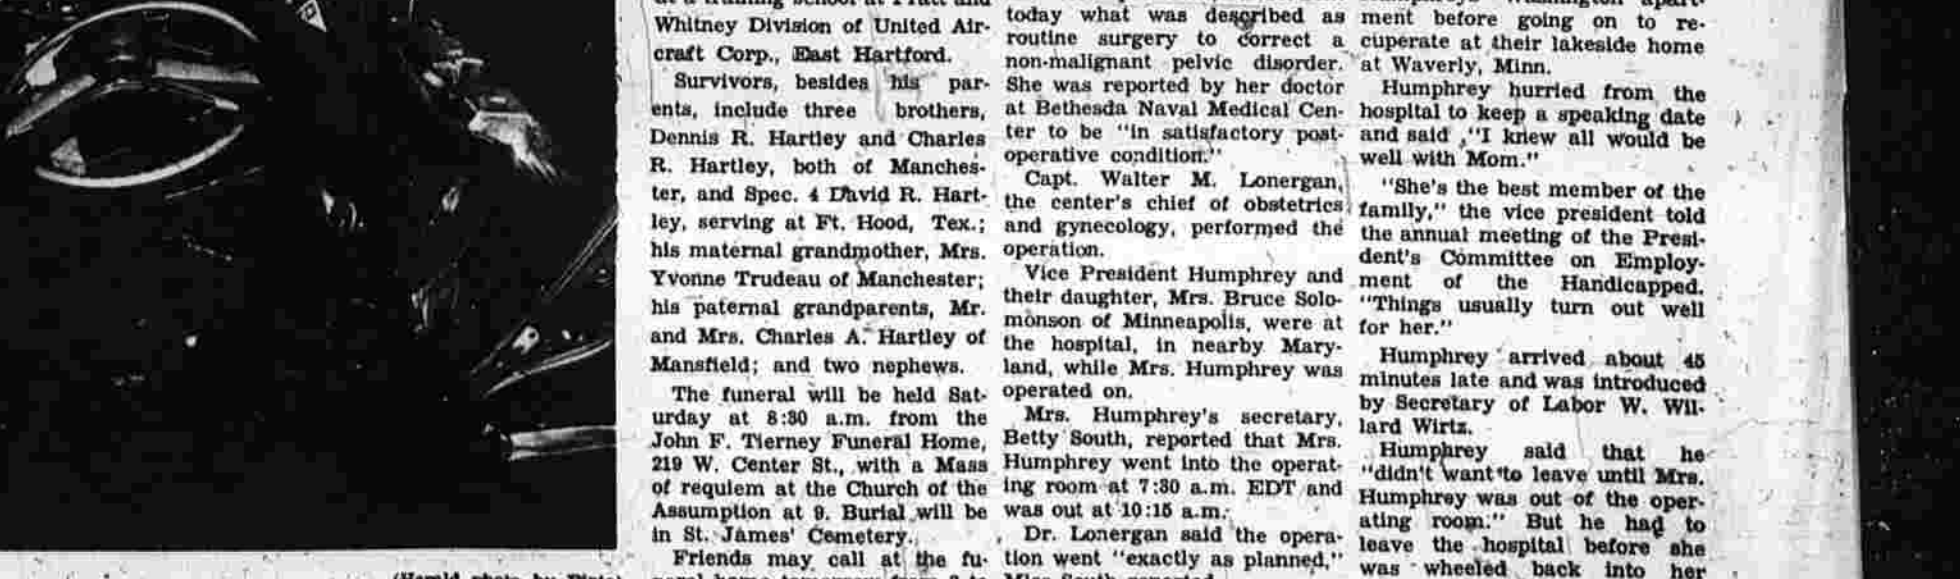 Whitney Division of United Air-
craft Corp., East Hartford.
Survivors, besides his par-
ents, include three brothers,
Dennis R. Hartley and Charles
R. Hartley, both of Manches-
ter, and Spec. 4 David R. Hart-
ley, serving at Ft. Hood, Tex.;
his maternal grandmother, Mrs.
Yvonne Trudeau of Manchester;
his paternal grandparents, Mr.
and Mrs. Charles A. Hartley of
Mansfield; and two nephews.
The funeral will be held Sat-
urday at 8:30 a.m. from the
John F. Tierney Funeral Home,
219 W. Center St., with a Mass
of requiem at the Church of the
Assumption at 9. Burial will be
in St. James' Cemetery.
Friends may call at the fu-
today what was described as
routine surgery to correct a
non-malignant pelvic disorder.
She was reported by her doctor
at Bethesda Naval Medical Cen-
ter to be "in satisfactory post-
operative condition."
Capt. Walter M. Lonergan,
the center's chief of obstetrics
and gynecology, performed the
operation.
Vice President Humphrey and
their daughter, Mrs. Bruce Solo-
monson of Minneapolis, were at
the hospital, in nearby Mary-
land, while Mrs. Humphrey was
operated on.
Mrs. Humphrey's secretary,
Betty South, reported that Mrs.
Humphrey went into the operat-
ing room at 7:30 a.m. EDT and
was out at 10:15 a.m.
Dr. Lonergan said the opera-
tion went "exactly as planned,"
ment before going on to re-
cuperate at their lakeside home
at Waverly, Minn.
Humphrey hurried from the
hospital to keep a speaking date
and said ,"I knew all would be
well with Mom."
"She's the best member of the
family," the vice president told
the annual meeting of the Presi-
dent's Committee on Employ-
ment of the Handicapped.
"Things usually turn out well
for her."
Humphrey arrived about 45
minutes late and was introduced
by Secretary of Labor W. Wil-
lard Wirtz.
Humphrey said that he
"didn't want to leave until Mrs.
Humphrey was out of the oper-
ating room." But he had to
leave the hospital before she
was wheeled back into her